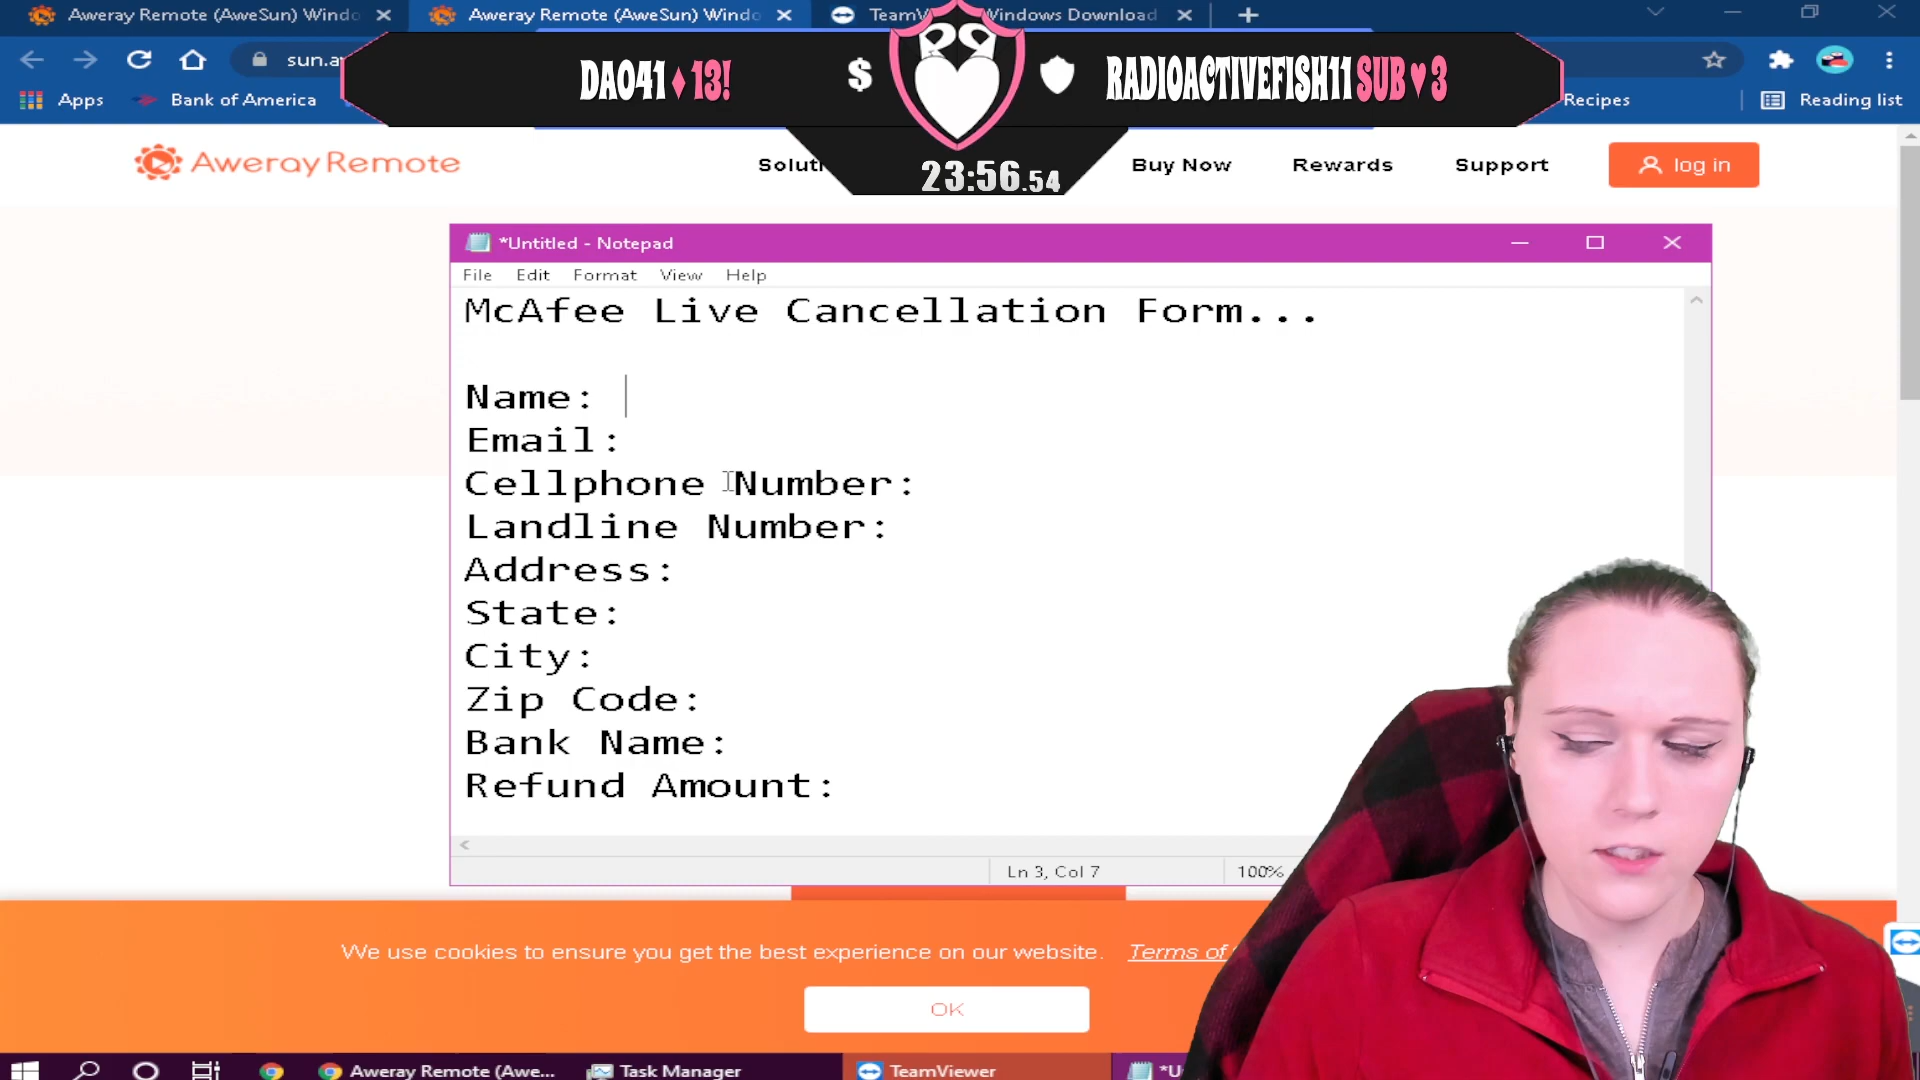 Aweray Remote (AweSun) Windo
Aweray Remote (AweSun) Windo
TeamV
Windows Download
sun.a
DAO41♦13!
$
RADIOACTIVEFISH11 SUB♥3
Apps
Bank of America
Recipes
Reading list
Aweray Remote
Soluti
23:56.54
Buy Now
Rewards
Support
log in
*Untitled - Notepad
File Edit Format View Help
McAfee Live Cancellation Form...
Name:
Email:
Cellphone Number:
Landline Number:
Address:
State:
City:
Zip Code:
Bank Name:
Refund Amount:
Ln 3, Col 7
100%
We use cookies to ensure you get the best experience on our website. Terms of
OK
Aweray Remote (Awe...
Task Manager
TeamViewer
*U